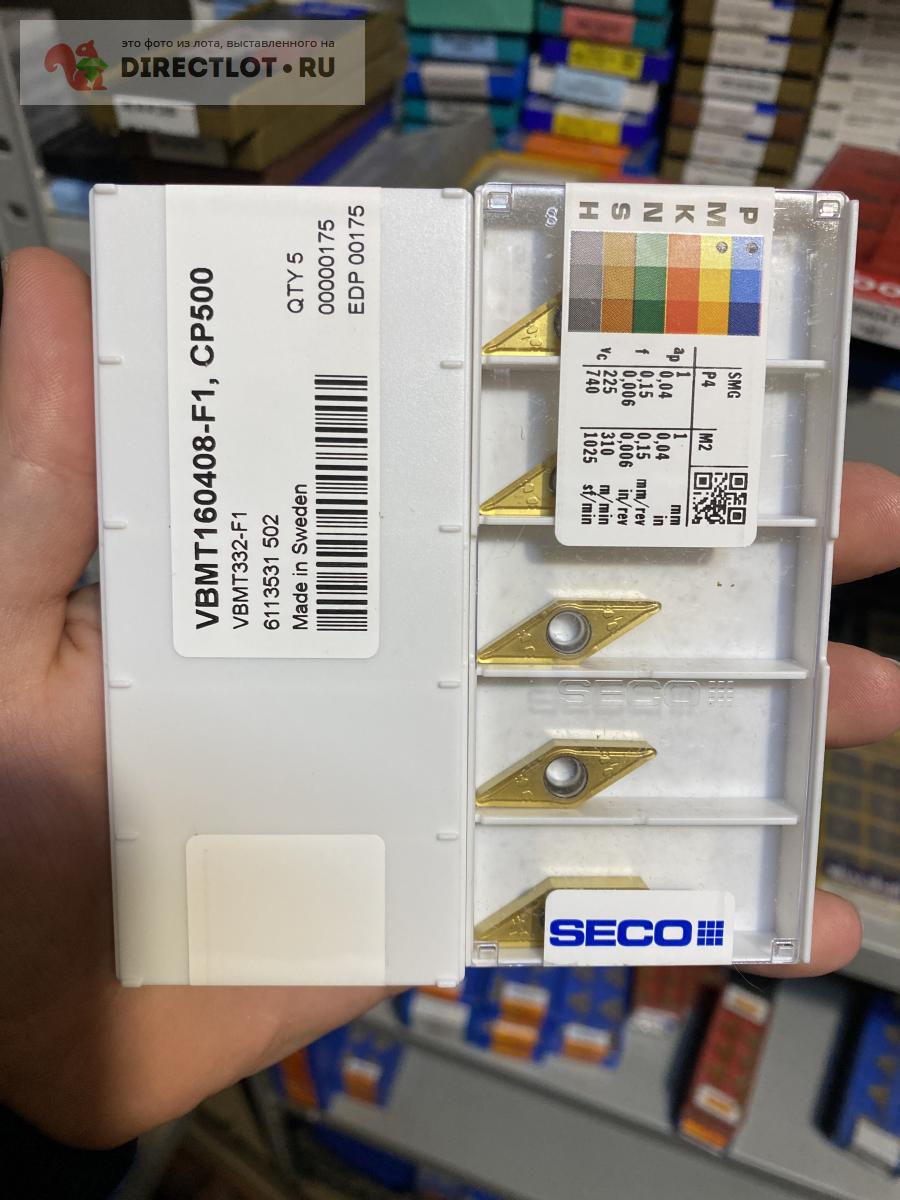 это фото из лота, выставленного на
DIRECTLOT•RU
VBMT160408-F1, CP500
VBMT332-F1
6113531 502
Made in Sweden
QTY 5
00000175
EDP 00175
H S N K M P
SMG P4 M2
ap 1 1 mm
0,04 0,04 in
f 0,15 0,15 mm/rev
0,006 0,006 in/rev
vc 225 310 m/min
740 1025 sf/min
SECO
SECO